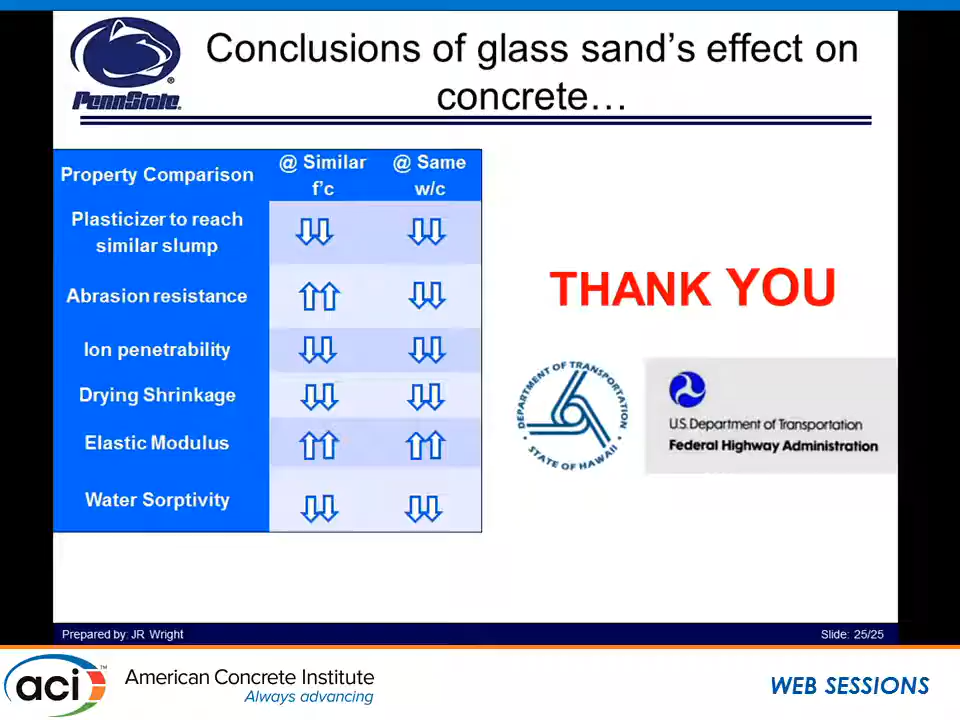 Conclusions of glass sand's effect on
concrete…
PennState®
Property Comparison
@ Similar
f'c
@ Same
w/c
Plasticizer to reach
similar slump
Abrasion resistance
Ion penetrability
Drying Shrinkage
Elastic Modulus
Water Sorptivity
THANK YOU
DEPARTMENT OF TRANSPORTATION
STATE OF HAWAII
U.S. Department of Transportation
Federal Highway Administration
Prepared by: JR Wright
Slide: 25/25
aci™
American Concrete Institute
Always advancing
WEB SESSIONS